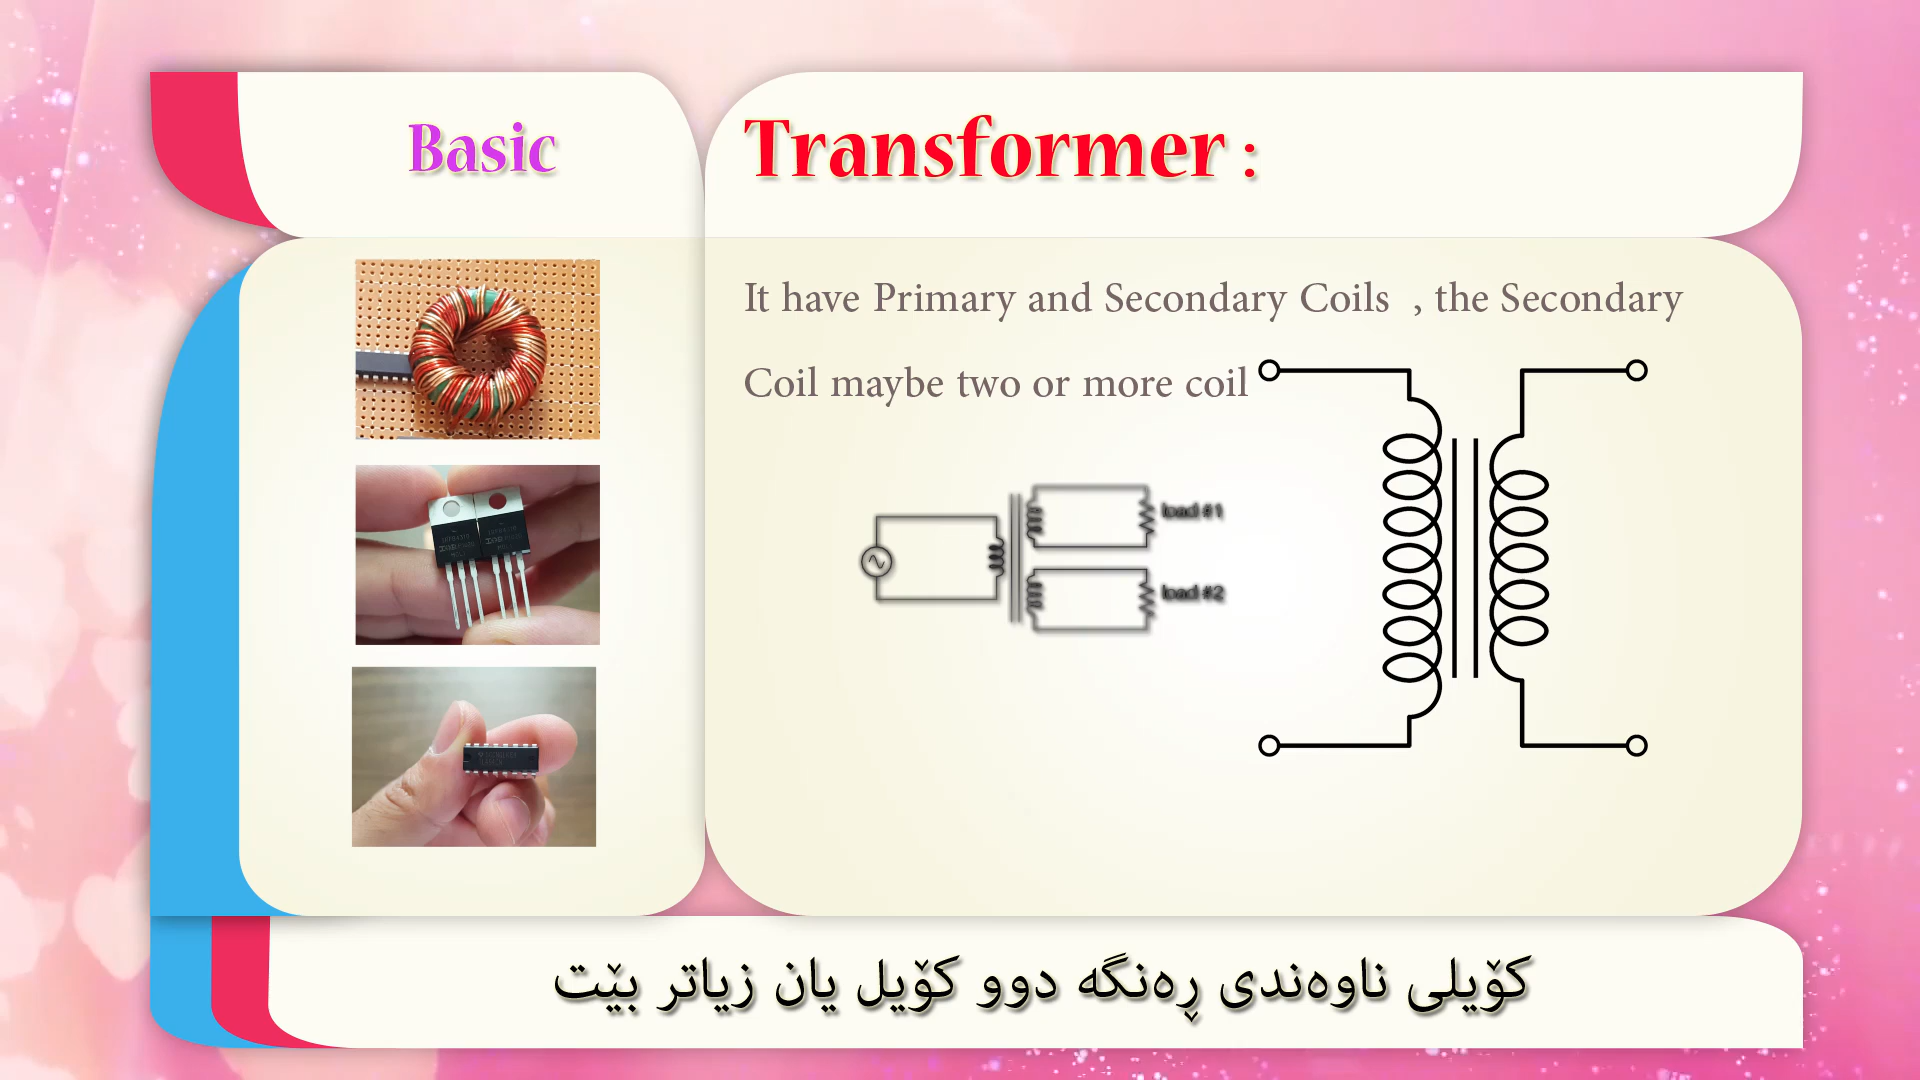 Basic
Transformer :
It have Primary and Secondary Coils , the Secondary
Coil maybe two or more coil
load #1
load #2
کۆیلی ناوەندی ڕەنگە دوو کۆیل یان زیاتر بێت